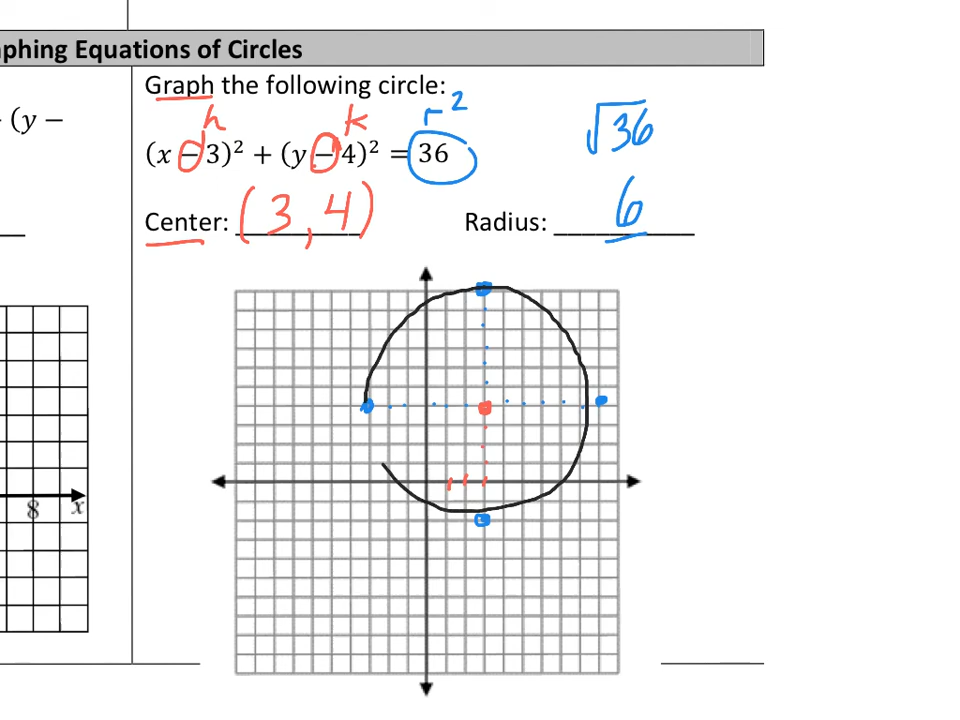 phing Equations of Circles
Graph the following circle:
(y −
h k r²
(x − 3)² + (y − 4)² = 36
√36
Center: (3, 4) Radius: 6
8 x